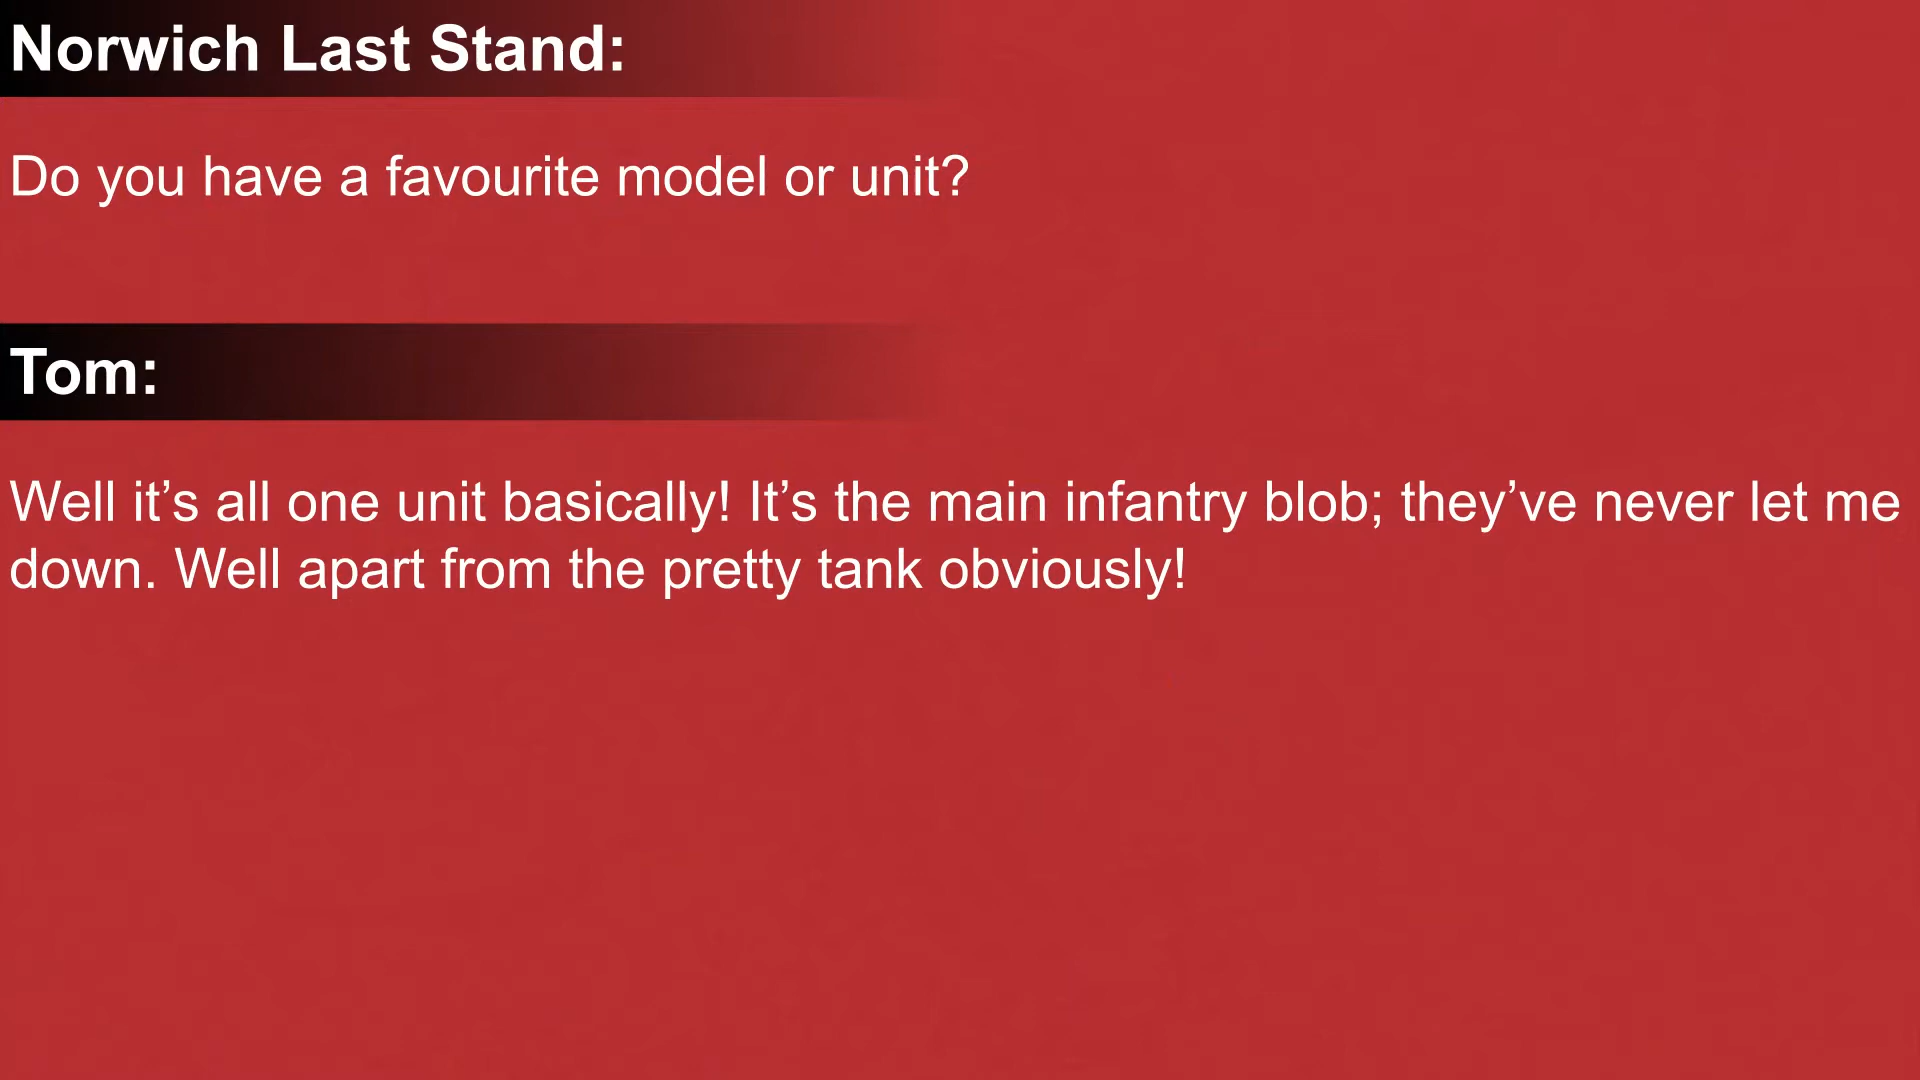 Norwich Last Stand:
Do you have a favourite model or unit?
Tom:
Well it’s all one unit basically! It’s the main infantry blob; they’ve never let me
down. Well apart from the pretty tank obviously!